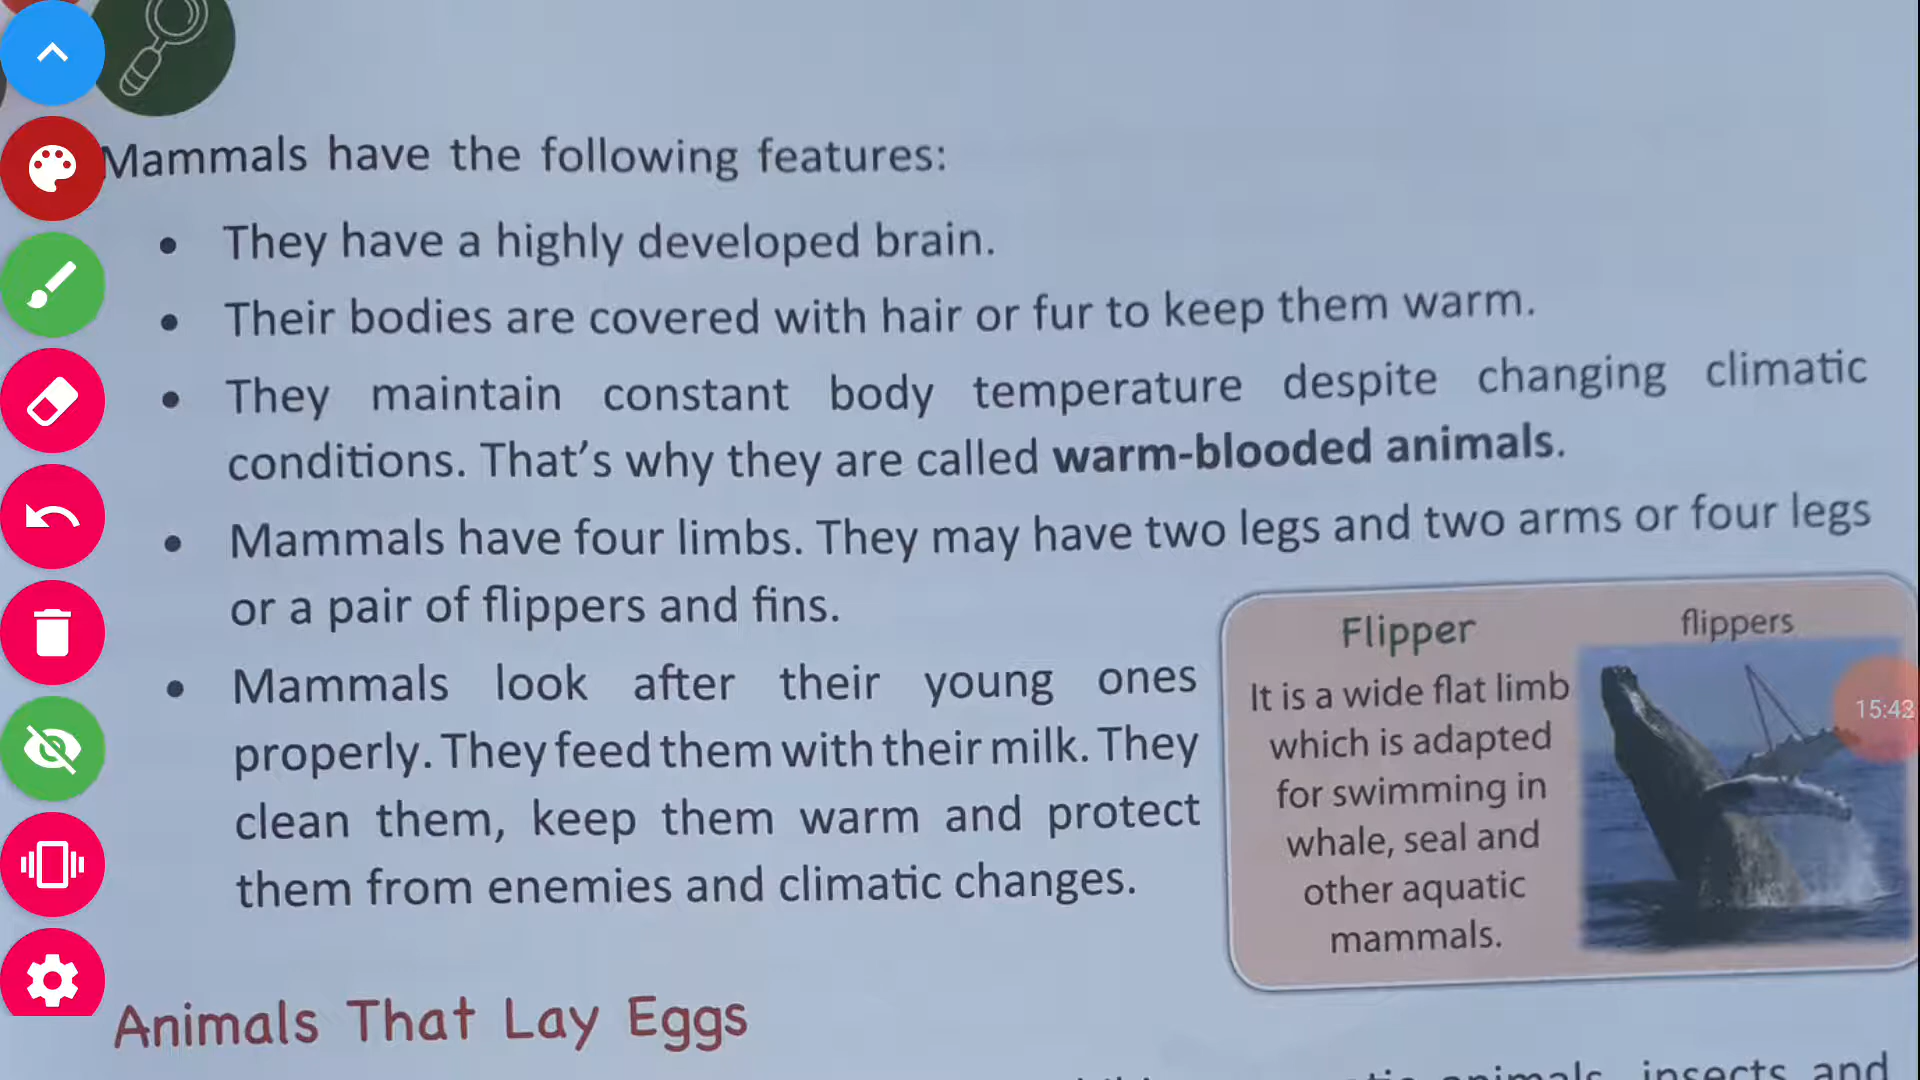 Mammals have the following features:
• They have a highly developed brain.
• Their bodies are covered with hair or fur to keep them warm.
• They maintain constant body temperature despite changing climatic
conditions. That's why they are called warm-blooded animals.
• Mammals have four limbs. They may have two legs and two arms or four legs
or a pair of flippers and fins.
• Mammals look after their young ones
properly. They feed them with their milk. They
clean them, keep them warm and protect
them from enemies and climatic changes.
Flipper
It is a wide flat limb
which is adapted
for swimming in
whale, seal and
other aquatic
mammals.
flippers
15:43
Animals That Lay Eggs
animals, insects and